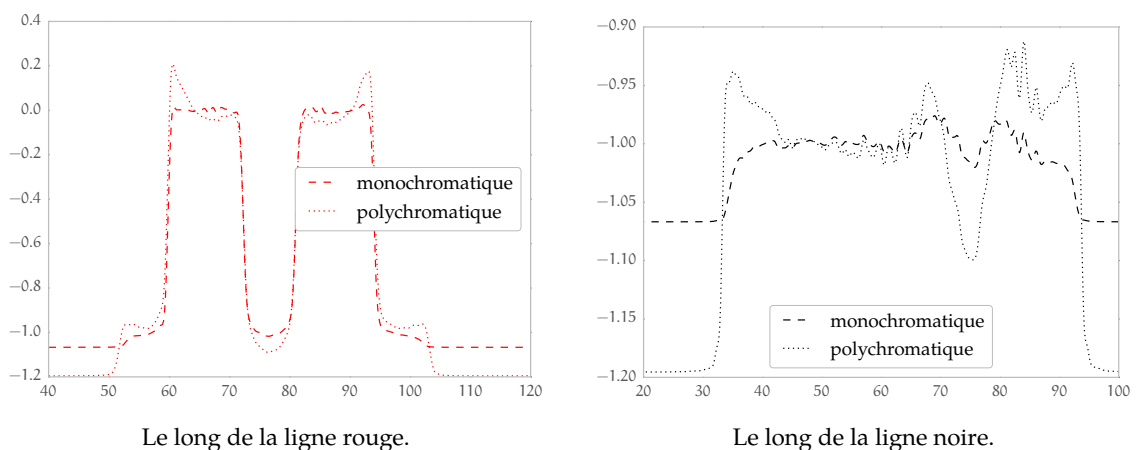 0.4
0.2
0.0
−0.2
−0.4
−0.6
−0.8
−1.0
−1.2
40 50 60 70 80 90 100 110 120
monochromatique
polychromatique
Le long de la ligne rouge.
−0.90
−0.95
−1.00
−1.05
−1.10
−1.15
−1.20
20 30 40 50 60 70 80 90 100
monochromatique
polychromatique
Le long de la ligne noire.